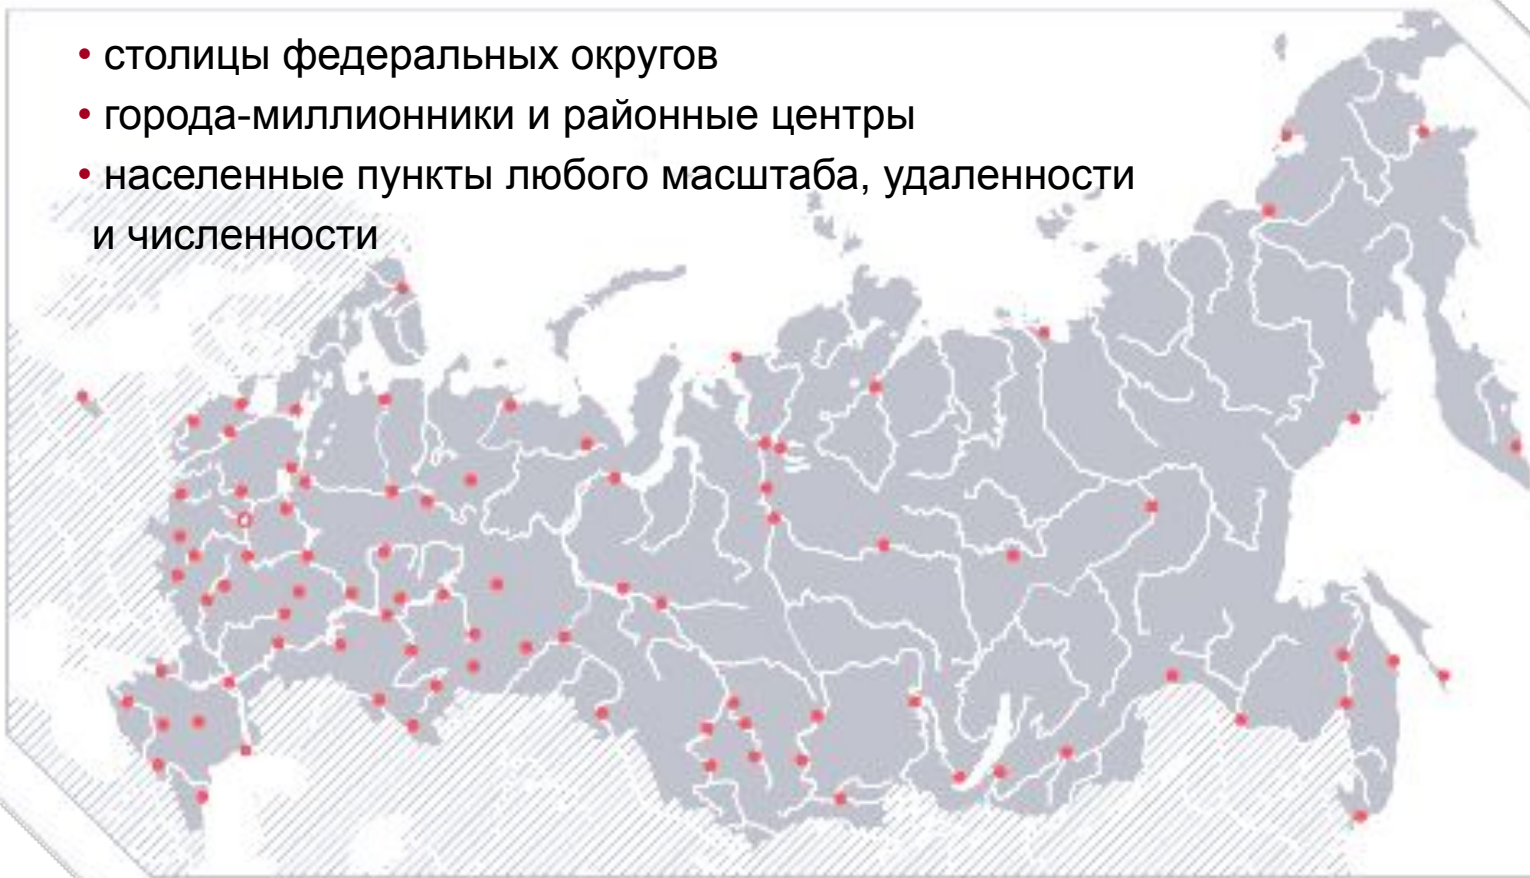 • столицы федеральных округов
• города-миллионники и районные центры
• населенные пункты любого масштаба, удаленности
и численности